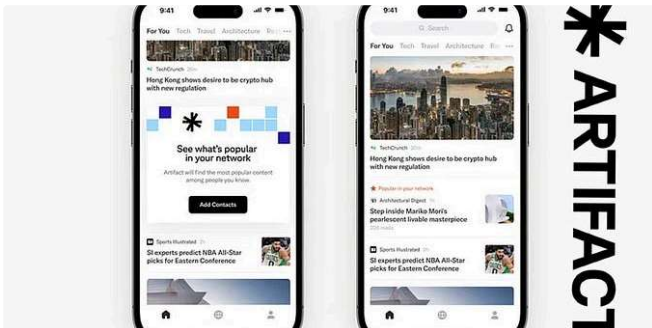 9:41
For You Tech Travel Architecture
TechCrunch
Hong Kong shows desire to be crypto hub
with new regulation
See what's popular
in your network
Artifact will find the most popular content
among people you know.
Add Contacts
Sports Illustrated 2h
SI experts predict NBA All-Star
picks for Eastern Conference
9:41
Search
For You Tech Travel Architecture
TechCrunch
Hong Kong shows desire to be crypto hub
with new regulation
Popular in your network
Architectural Digest
Step inside Mariko Mori's
pearlescent livable masterpiece
Sports Illustrated 2h
SI experts predict NBA All-Star
picks for Eastern Conference
ARTIFACT